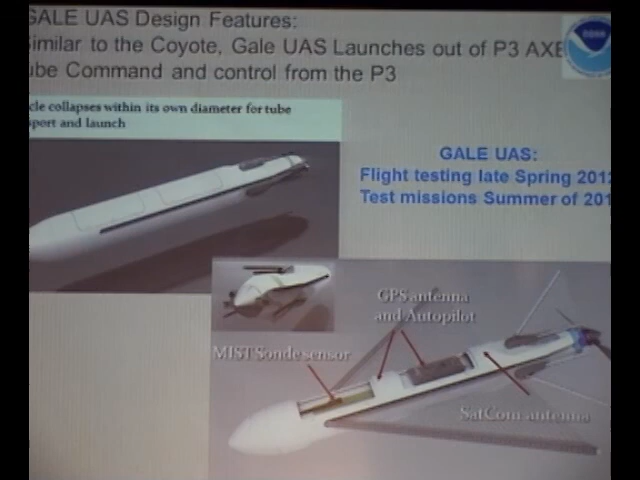 GALE UAS Design Features:
Similar to the Coyote, Gale UAS Launches out of P3 AXB
ube Command and control from the P3
cle collapses within its own diameter for tube
sport and launch
GALE UAS:
Flight testing late Spring 201
Test missions Summer of 201
GPS antenna
and Autopilot
MIST Sonde sensor
SatCom antenna